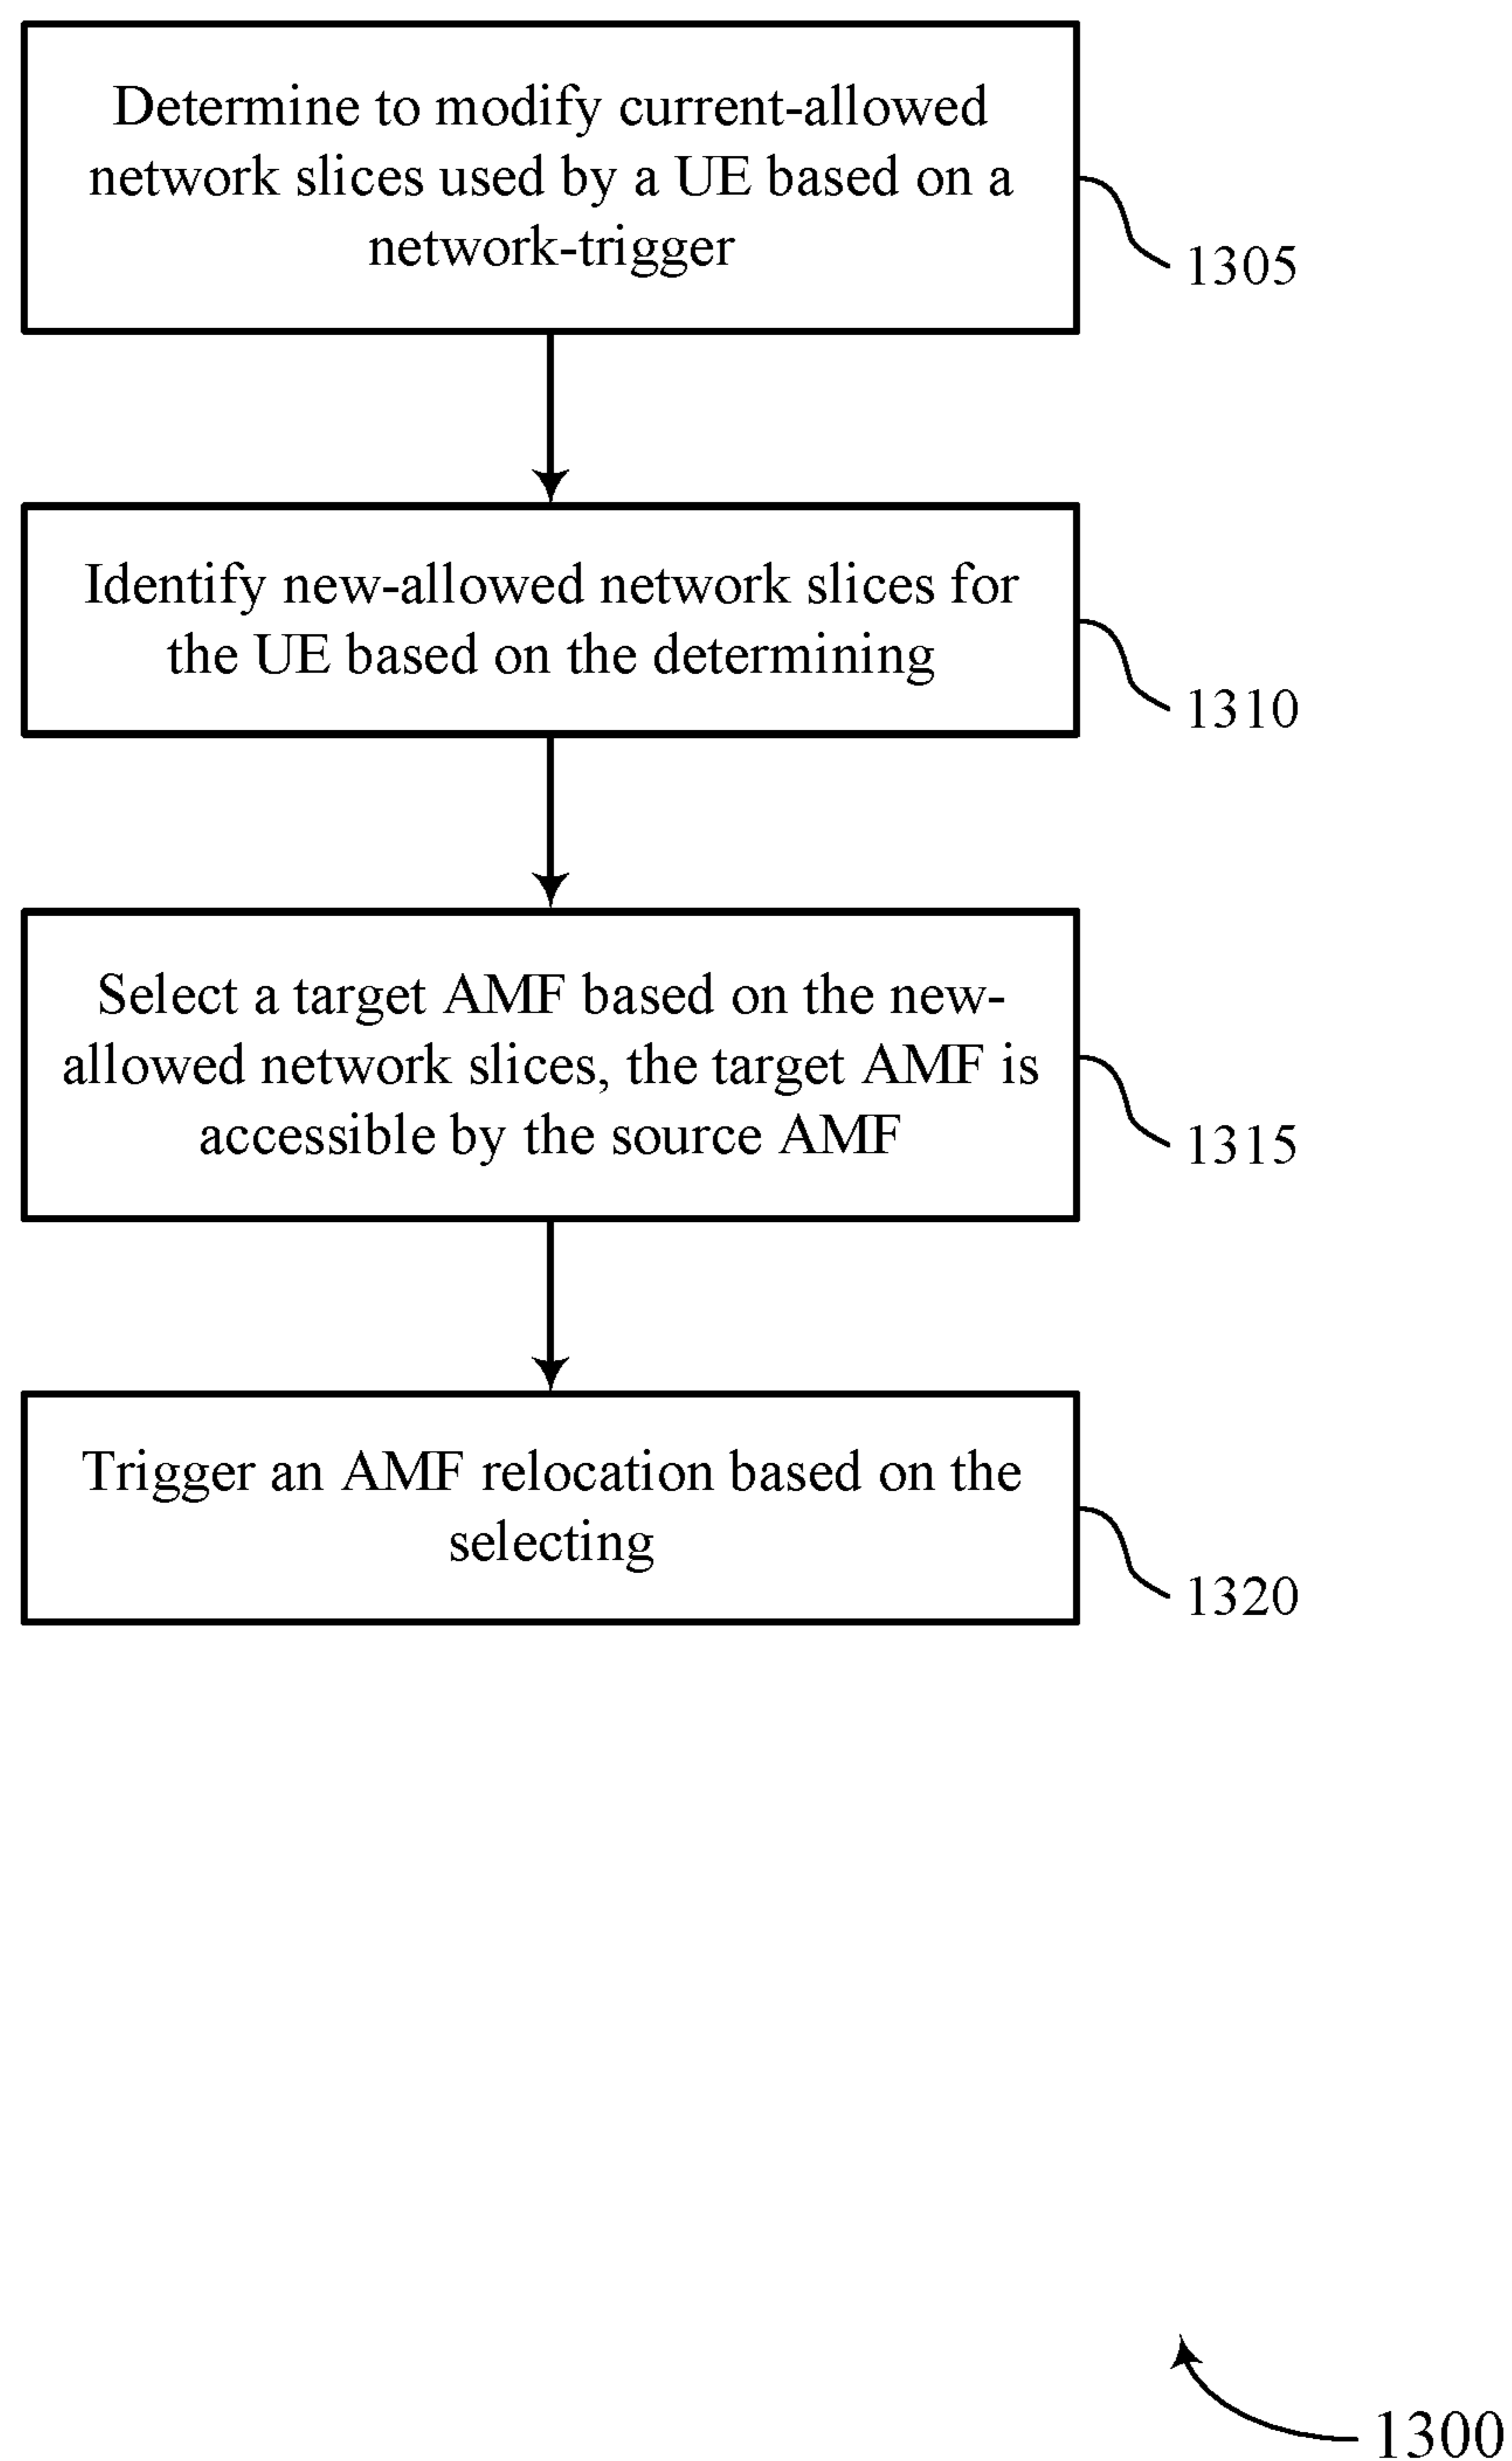 Determine to modify current-allowed
network slices used by a UE based on a
network-trigger
1305
Identify new-allowed network slices for
the UE based on the determining
1310
Select a target AMF based on the new-
allowed network slices, the target AMF is
accessible by the source AMF
1315
Trigger an AMF relocation based on the
selecting
1320
1300